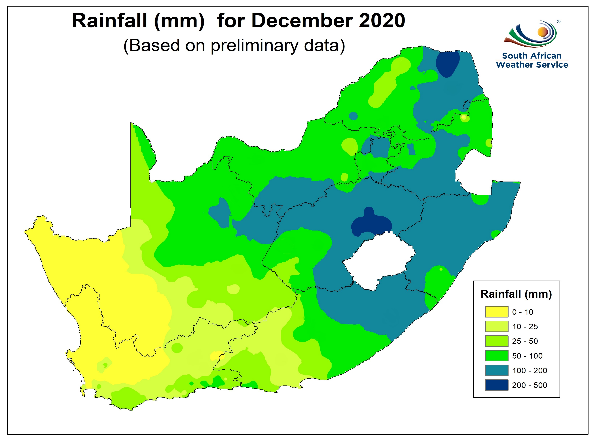 Rainfall (mm) for December 2020
(Based on preliminary data)
South African
Weather Service
Rainfall (mm)
0 - 10
10 - 25
25 - 50
50 - 100
100 - 200
200 - 500